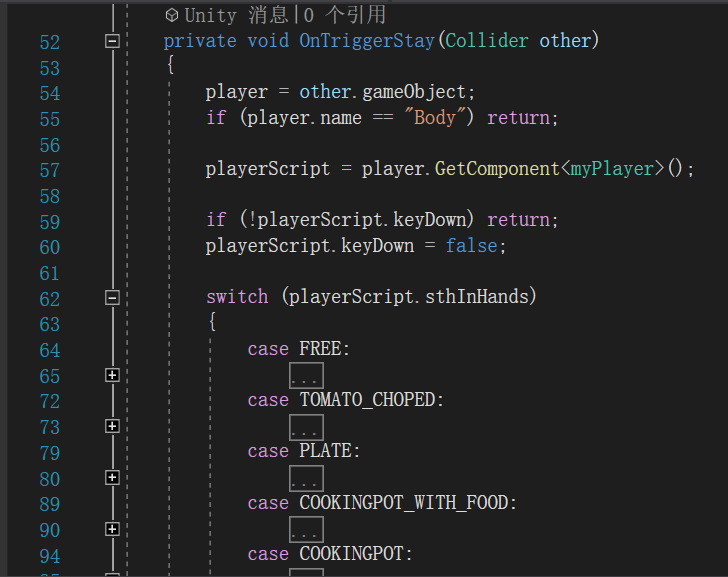 Unity 消息|0 个引用
52 private void OnTriggerStay(Collider other)
53 {
54 player = other.gameObject;
55 if (player.name == "Body") return;
56
57 playerScript = player.GetComponent<myPlayer>();
58
59 if (!playerScript.keyDown) return;
60 playerScript.keyDown = false;
61
62 switch (playerScript.sthInHands)
63 {
64 case FREE:
65 ...
72 case TOMATO_CHOPED:
73 ...
79 case PLATE:
80 ...
89 case COOKINGPOT_WITH_FOOD:
90 ...
94 case COOKINGPOT: